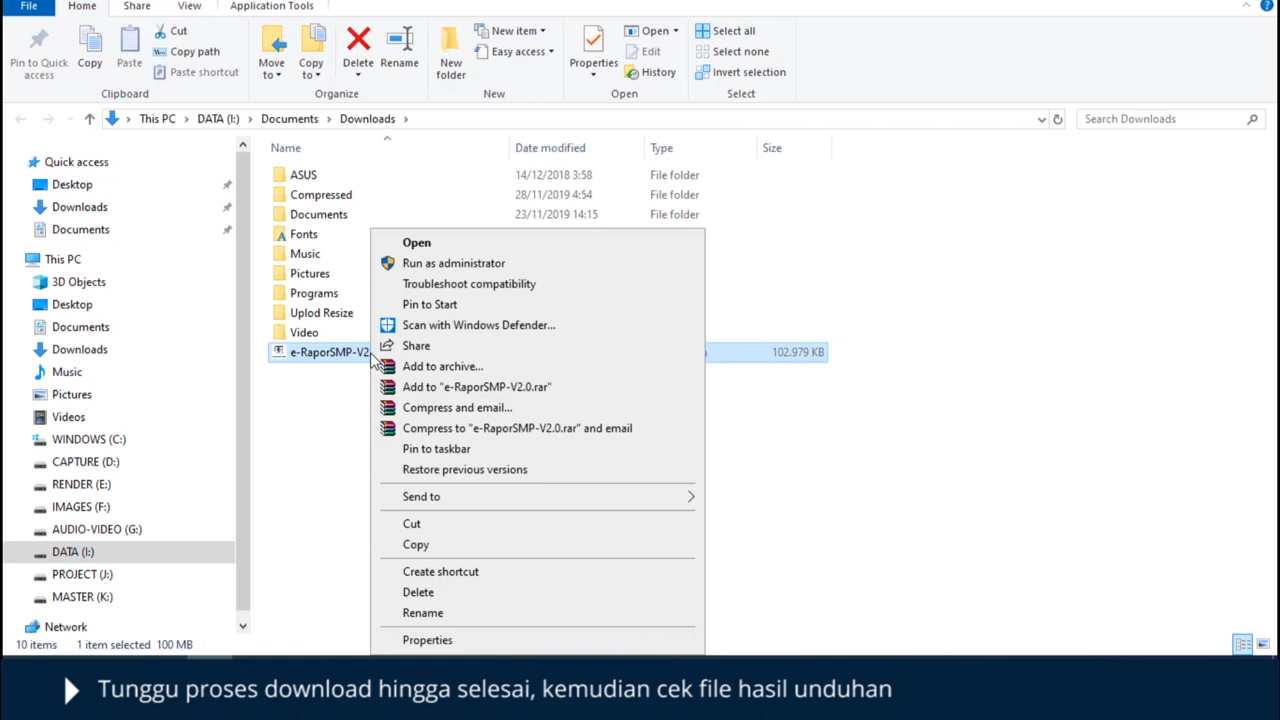 File Home Share View Application Tools
Pin to Quick access
Copy
Paste
Cut
Copy path
Paste shortcut
Clipboard
Move to
Copy to
Delete
Rename
Organize
New folder
New item
Easy access
New
Properties
Open
Edit
History
Open
Select all
Select none
Invert selection
Select
This PC > DATA (I:) > Documents > Downloads >
Search Downloads
Quick access
Desktop
Downloads
Documents
This PC
3D Objects
Desktop
Documents
Downloads
Music
Pictures
Videos
WINDOWS (C:)
CAPTURE (D:)
RENDER (E:)
IMAGES (F:)
AUDIO-VIDEO (G:)
DATA (I:)
PROJECT (J:)
MASTER (K:)
Network
Name Date modified Type Size
ASUS 14/12/2018 3:58 File folder
Compressed 28/11/2019 4:54 File folder
Documents 23/11/2019 14:15 File folder
Fonts
Music
Pictures
Programs
Uplod Resize
Video
e-RaporSMP-V2 102.979 KB
Open
Run as administrator
Troubleshoot compatibility
Pin to Start
Scan with Windows Defender...
Share
Add to archive...
Add to "e-RaporSMP-V2.0.rar"
Compress and email...
Compress to "e-RaporSMP-V2.0.rar" and email
Pin to taskbar
Restore previous versions
Send to
Cut
Copy
Create shortcut
Delete
Rename
Properties
10 items 1 item selected 100 MB
Tunggu proses download hingga selesai, kemudian cek file hasil unduhan